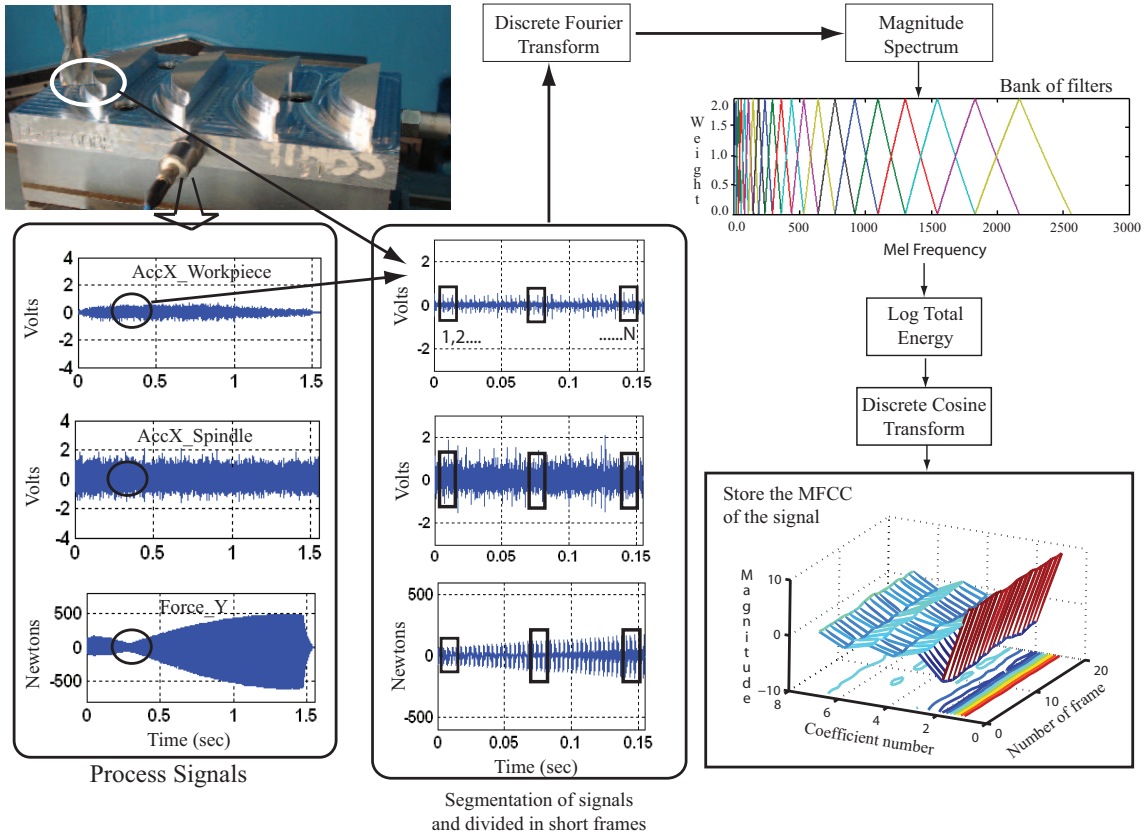 Discrete Fourier
Transform
Magnitude
Spectrum
Bank of filters
Weight
2.0
1.5
1.0
0.5
0.0
0.0 500 1000 1500 2000 2500 3000
Mel Frequency
Log Total
Energy
Discrete Cosine
Transform
Store the MFCC
of the signal
Magnitude
10
0
−10
8 6 4 2 0
Coefficient number
0 10 20
Number of frame
AccX_Workpiece
Volts
4
2
0
-2
-4
0 0.5 1 1.5
AccX_Spindle
Volts
4
2
0
-2
-4
0 0.5 1 1.5
Force_Y
Newtons
500
0
-500
0 0.5 1 1.5
Time (sec)
Process Signals
Volts
2
0
-2
1,2.... ......N
0 0.05 0.1 0.15
Volts
2
0
-2
0 0.05 0.1 0.15
Newtons
500
0
-500
0 0.05 0.1 0.15
Time (sec)
Segmentation of signals
and divided in short frames